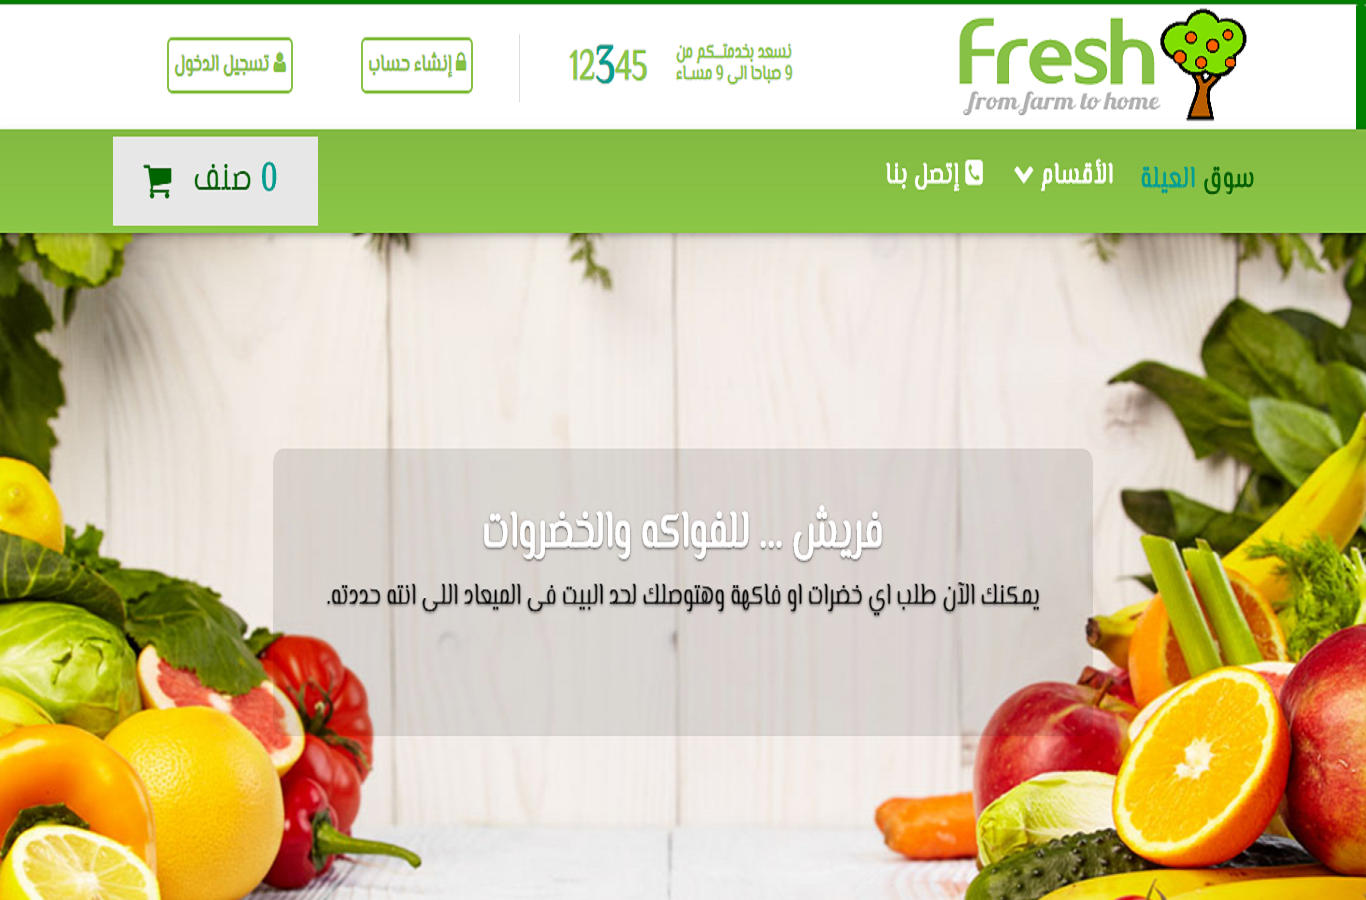 Fresh
from farm to home
نسعد بخدمتـــكم من
9 صباحا الى 9 مســاء
12345
إنشاء حساب
تسجيل الدخول
سوق العيلة
الأقسام
إتصل بنا
0 صنف
فريش ... للفواكه والخضروات
يمكنك الآن طلب اي خضرات او فاكهة وهتوصلك لحد البيت فى الميعاد اللى انته حددته.